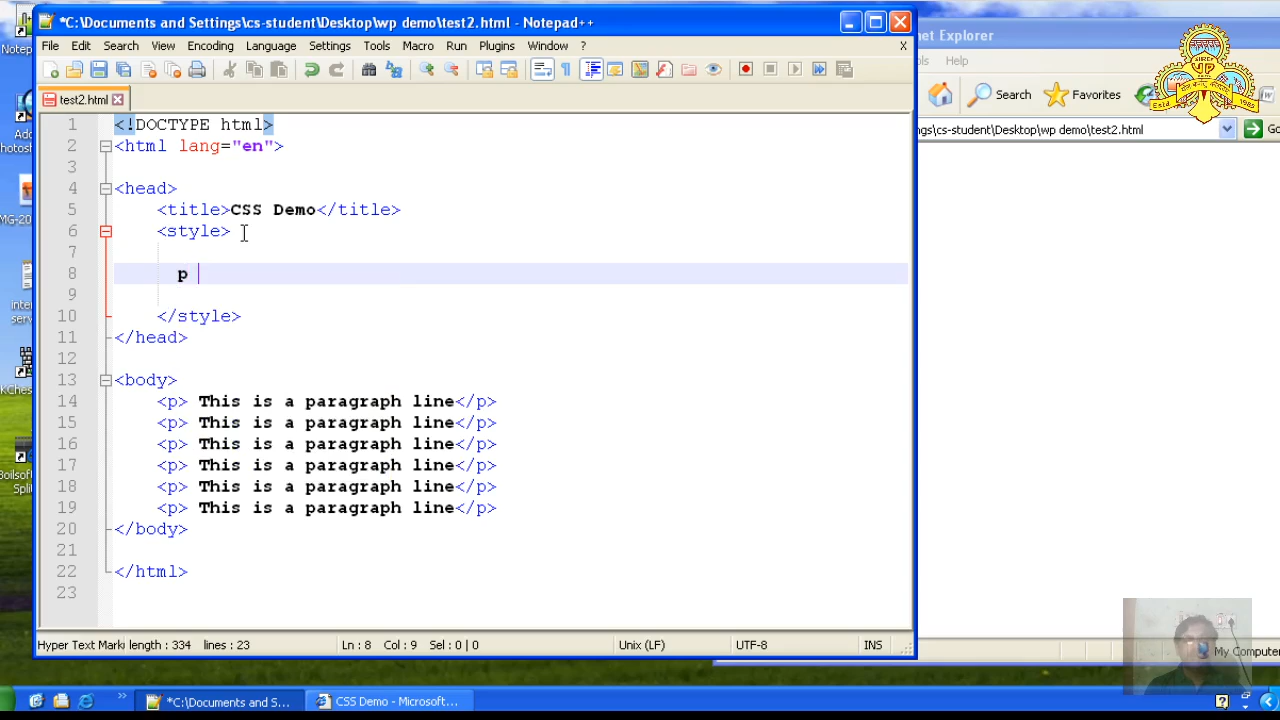 *C:\Documents and Settings\cs-student\Desktop\wp demo\test2.html - Notepad++
File Edit Search View Encoding Language Settings Tools Macro Run Plugins Window ? X
test2.html
1 <!DOCTYPE html>
2 <html lang="en">
3
4 <head>
5 <title>CSS Demo</title>
6 <style>
7
8 p
9
10 </style>
11 </head>
12
13 <body>
14 <p> This is a paragraph line</p>
15 <p> This is a paragraph line</p>
16 <p> This is a paragraph line</p>
17 <p> This is a paragraph line</p>
18 <p> This is a paragraph line</p>
19 <p> This is a paragraph line</p>
20 </body>
21
22 </html>
23
Hyper Text Mark length : 334 lines : 23 Ln : 8 Col : 9 Sel : 0 | 0 Unix (LF) UTF-8 INS
net Explorer
Help
Search Favorites
gs\cs-student\Desktop\wp demo\test2.html Go
VIP
Estd 1982
My Computer
*C:\Documents and S...
CSS Demo - Microsoft...